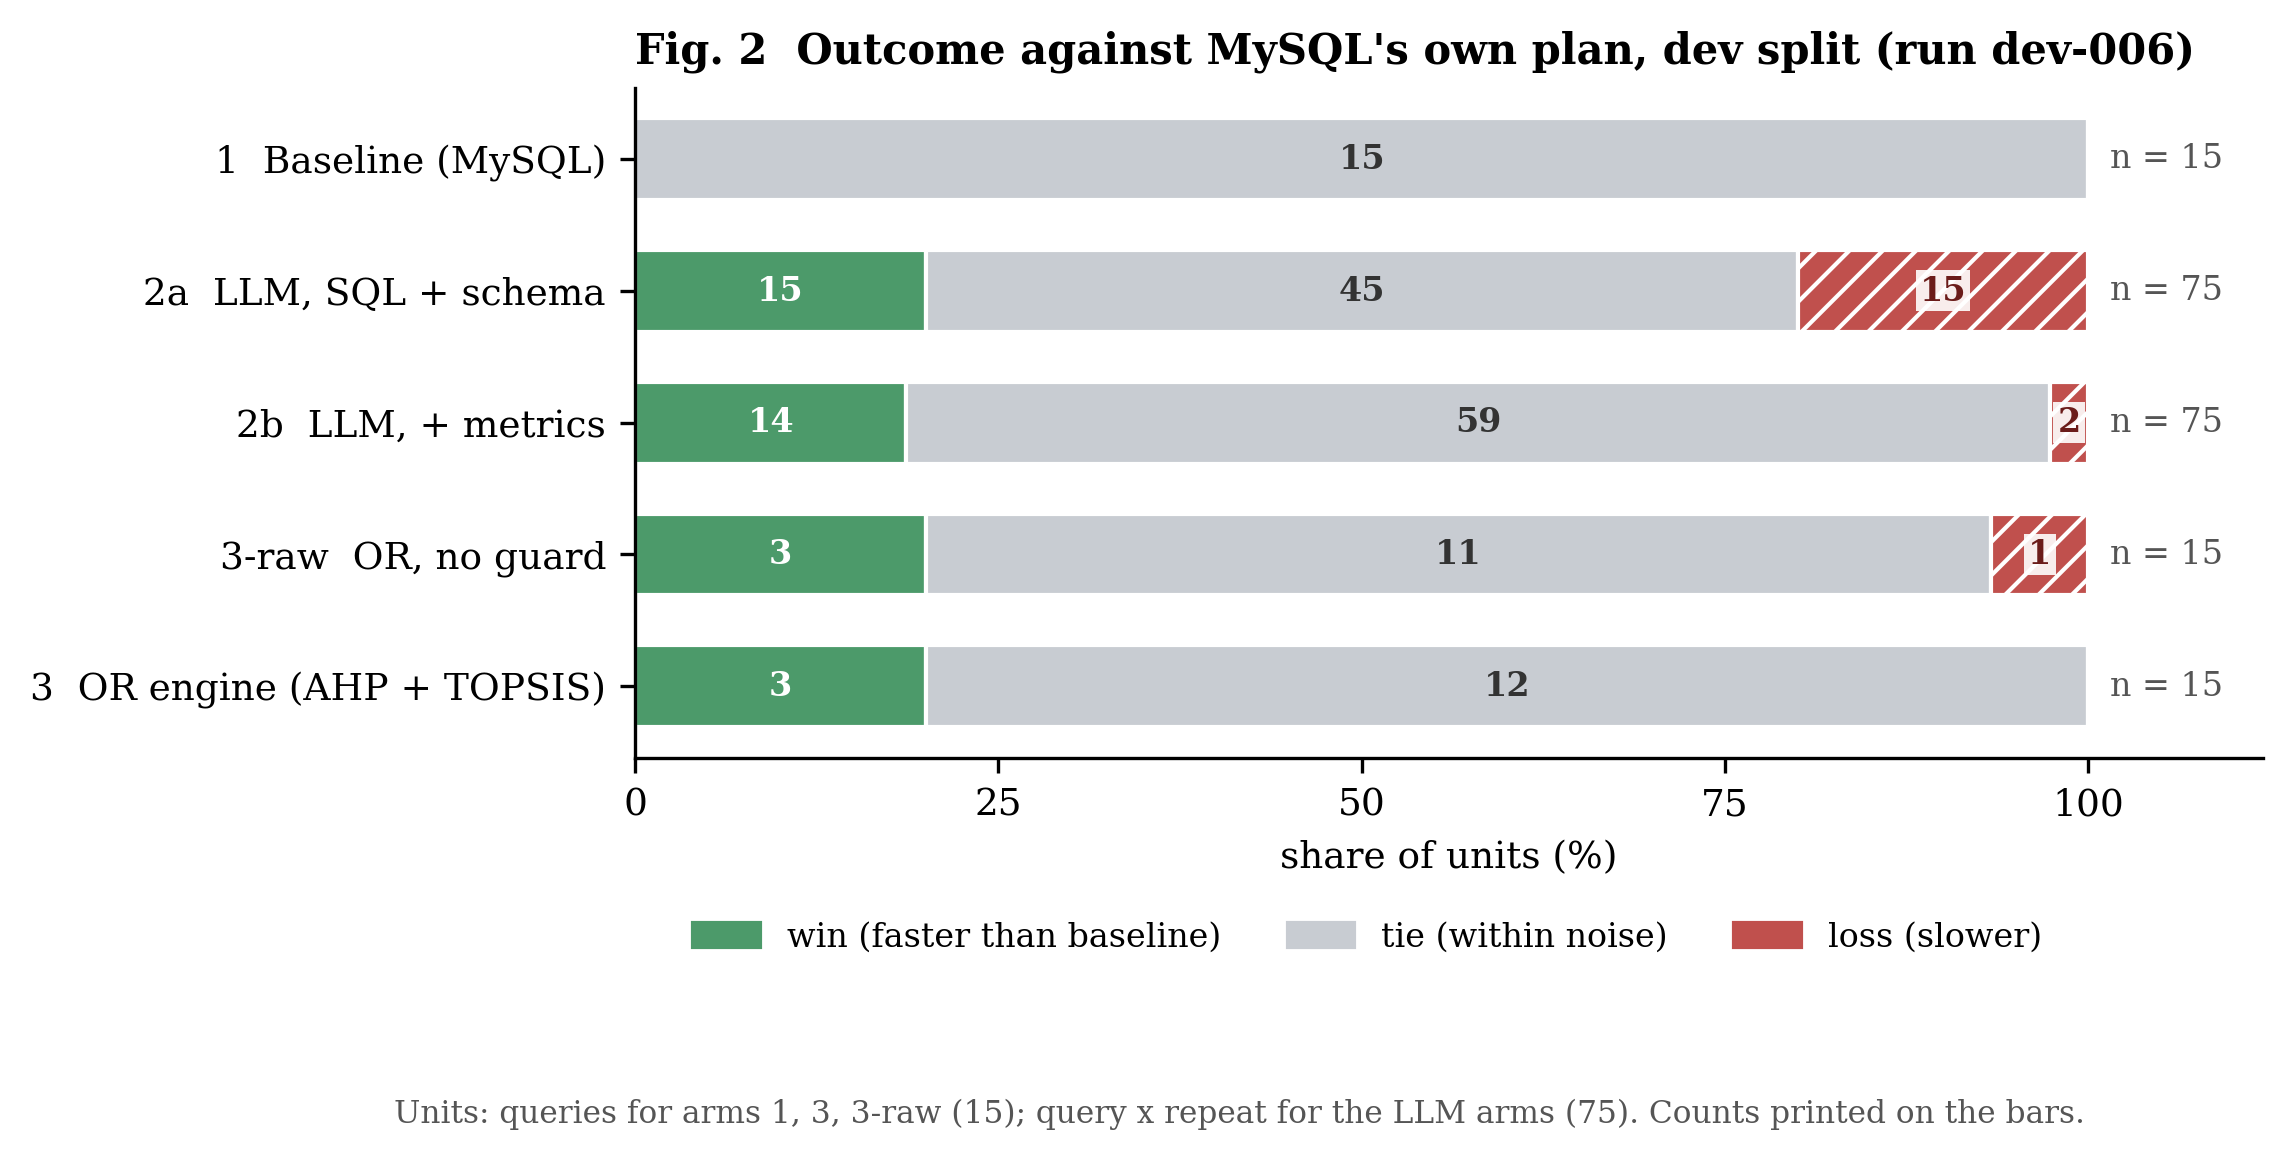 Fig. 2  Outcome against MySQL's own plan, dev split (run dev-006)
1  Baseline (MySQL) 15 n = 15
2a  LLM, SQL + schema 15 45 15 n = 75
2b  LLM, + metrics 14 59 2 n = 75
3-raw  OR, no guard 3 11 1 n = 15
3  OR engine (AHP + TOPSIS) 3 12 n = 15
0 25 50 75 100
share of units (%)
win (faster than baseline) tie (within noise) loss (slower)
Units: queries for arms 1, 3, 3-raw (15); query x repeat for the LLM arms (75). Counts printed on the bars.